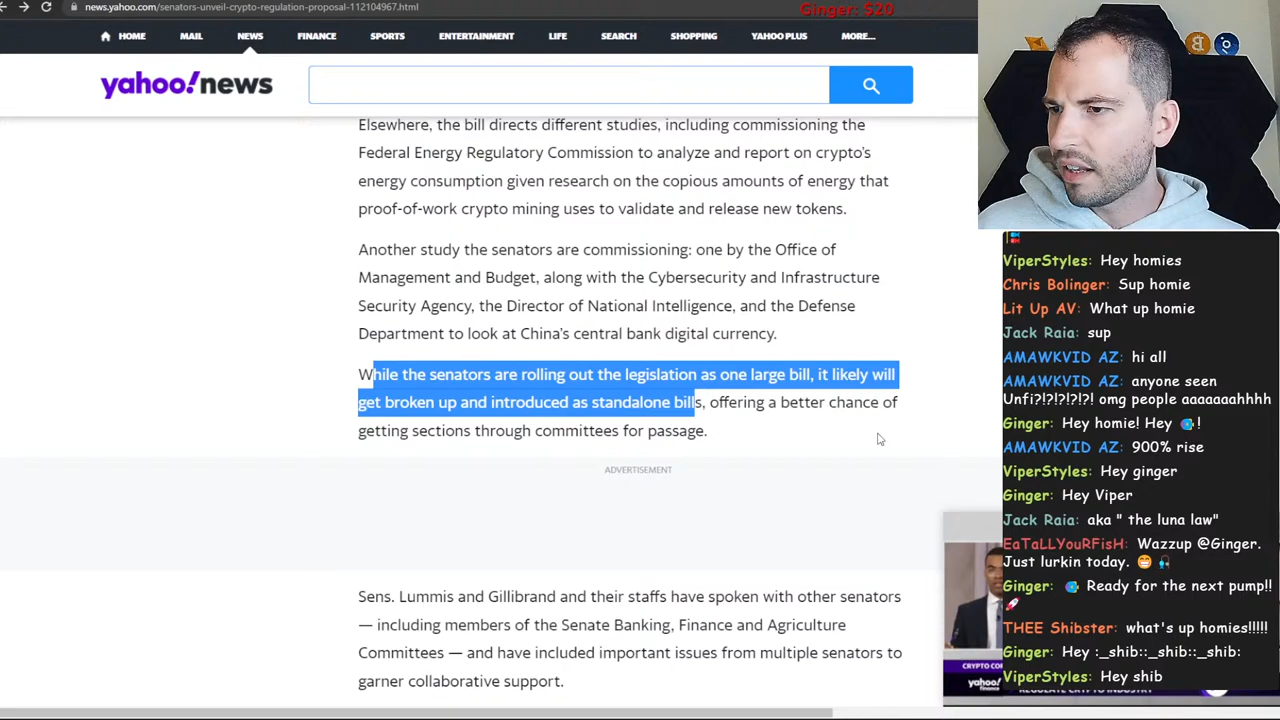 news.yahoo.com/senators-unveil-crypto-regulation-proposal-112104967.html
Ginger: $20
HOME MAIL NEWS FINANCE SPORTS ENTERTAINMENT LIFE SEARCH SHOPPING YAHOO PLUS MORE...
yahoo!news
Elsewhere, the bill directs different studies, including commissioning the
Federal Energy Regulatory Commission to analyze and report on crypto's
energy consumption given research on the copious amounts of energy that
proof-of-work crypto mining uses to validate and release new tokens.
Another study the senators are commissioning: one by the Office of
Management and Budget, along with the Cybersecurity and Infrastructure
Security Agency, the Director of National Intelligence, and the Defense
Department to look at China's central bank digital currency.
While the senators are rolling out the legislation as one large bill, it likely will
get broken up and introduced as standalone bills, offering a better chance of
getting sections through committees for passage.
ADVERTISEMENT
Sens. Lummis and Gillibrand and their staffs have spoken with other senators
— including members of the Senate Banking, Finance and Agriculture
Committees — and have included important issues from multiple senators to
garner collaborative support.
ViperStyles: Hey homies
Chris Bolinger: Sup homie
Lit Up AV: What up homie
Jack Raia: sup
AMAWKVID AZ: hi all
AMAWKVID AZ: anyone seen
Unfi?!?!?!?!?! omg people aaaaaahhhh
Ginger: Hey homie! Hey !
AMAWKVID AZ: 900% rise
ViperStyles: Hey ginger
Ginger: Hey Viper
Jack Raia: aka " the luna law"
EaTaLLYouRFisH: Wazzup @Ginger.
Just lurkin today. 😁 🎣
Ginger: Ready for the next pump!!
🚀
THEE Shibster: what's up homies!!!!!
Ginger: Hey :_shib::_shib::_shib:
ViperStyles: Hey shib
CRYPTO CO
yahoo!
finance
REGULATE CRYPTO INDUSTRY